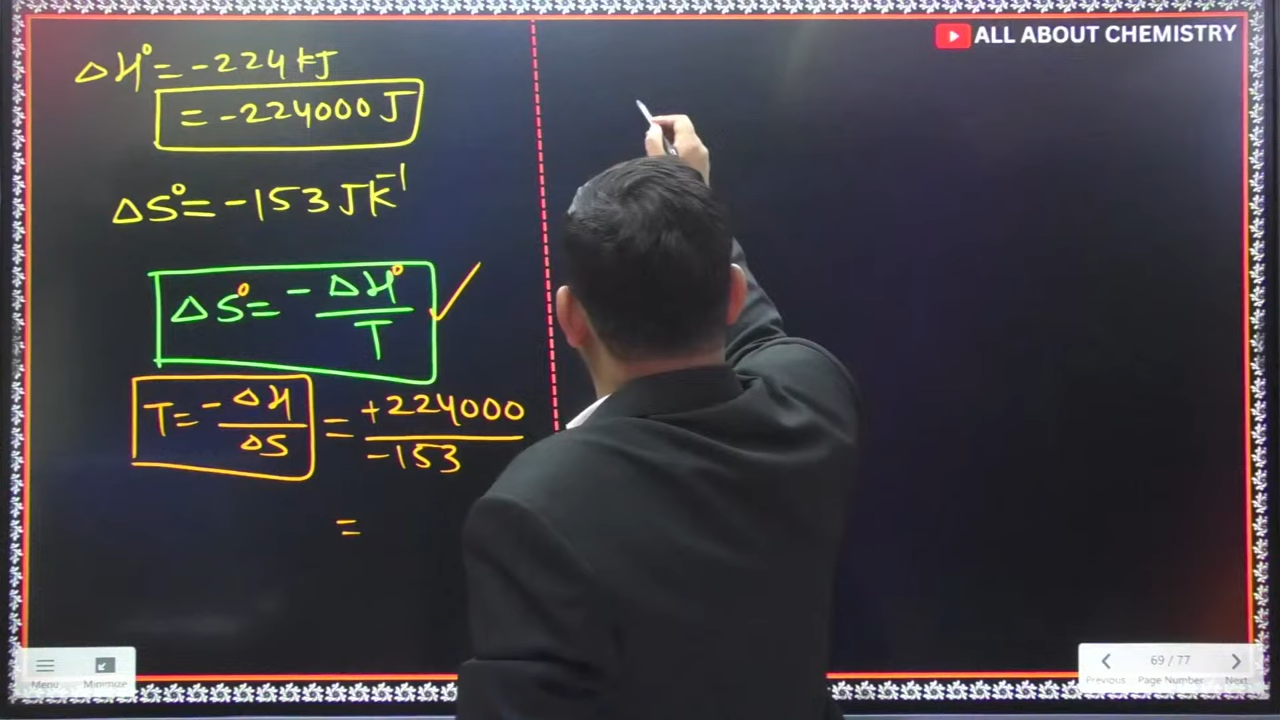 ALL ABOUT CHEMISTRY
ΔH° = -224 kJ
= -224000 J
ΔS° = -153 J K⁻¹
ΔS° = - ΔH° / T
T = - ΔH / ΔS = +224000 / -153
=
Menu Minimize
69 / 77
Previous Page Number Next